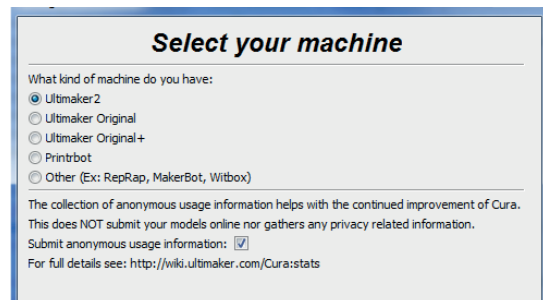 Select your machine
What kind of machine do you have:
Ultimaker2
Ultimaker Original
Ultimaker Original+
Printrbot
Other (Ex: RepRap, MakerBot, Witbox)
The collection of anonymous usage information helps with the continued improvement of Cura.
This does NOT submit your models online nor gathers any privacy related information.
Submit anonymous usage information:
For full details see: http://wiki.ultimaker.com/Cura:stats